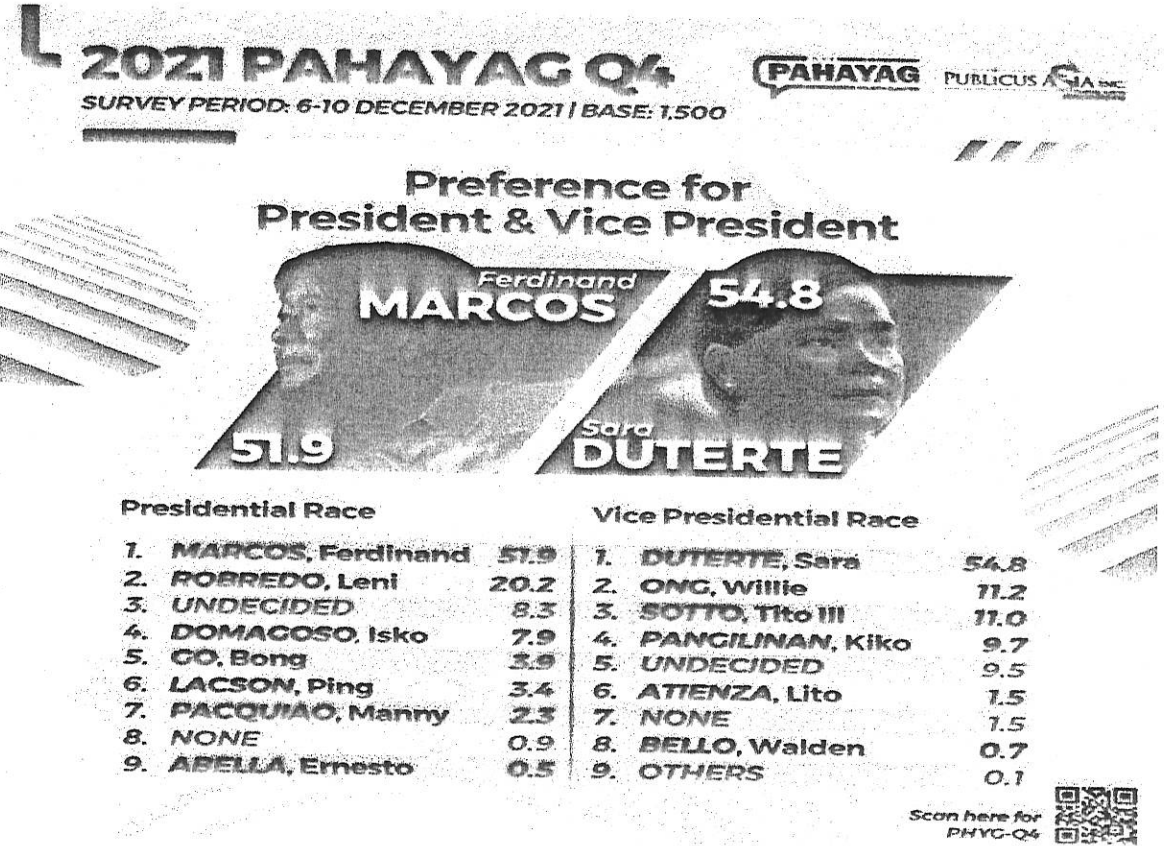 2021 PAHAYAG Q4
SURVEY PERIOD: 6-10 DECEMBER 2021 | BASE: 1,500
PAHAYAG
PUBLiCUS ASIA INC.
Preference for
President & Vice President
Ferdinand
MARCOS
51.9
54.8
Sara
DUTERTE
Presidential Race
1. MARCOS, Ferdinand 51.9
2. ROBREDO, Leni 20.2
3. UNDECIDED 8.3
4. DOMAGOSO, Isko 7.9
5. GO, Bong 3.9
6. LACSON, Ping 3.4
7. PACQUIAO, Manny 2.3
8. NONE 0.9
9. ABELLA, Ernesto 0.5
Vice Presidential Race
1. DUTERTE, Sara 54.8
2. ONG, Willie 11.2
3. SOTTO, Tito III 11.0
4. PANGILINAN, Kiko 9.7
5. UNDECIDED 9.5
6. ATIENZA, Lito 1.5
7. NONE 1.5
8. BELLO, Walden 0.7
9. OTHERS 0.1
Scan here for
PHYG-Q4